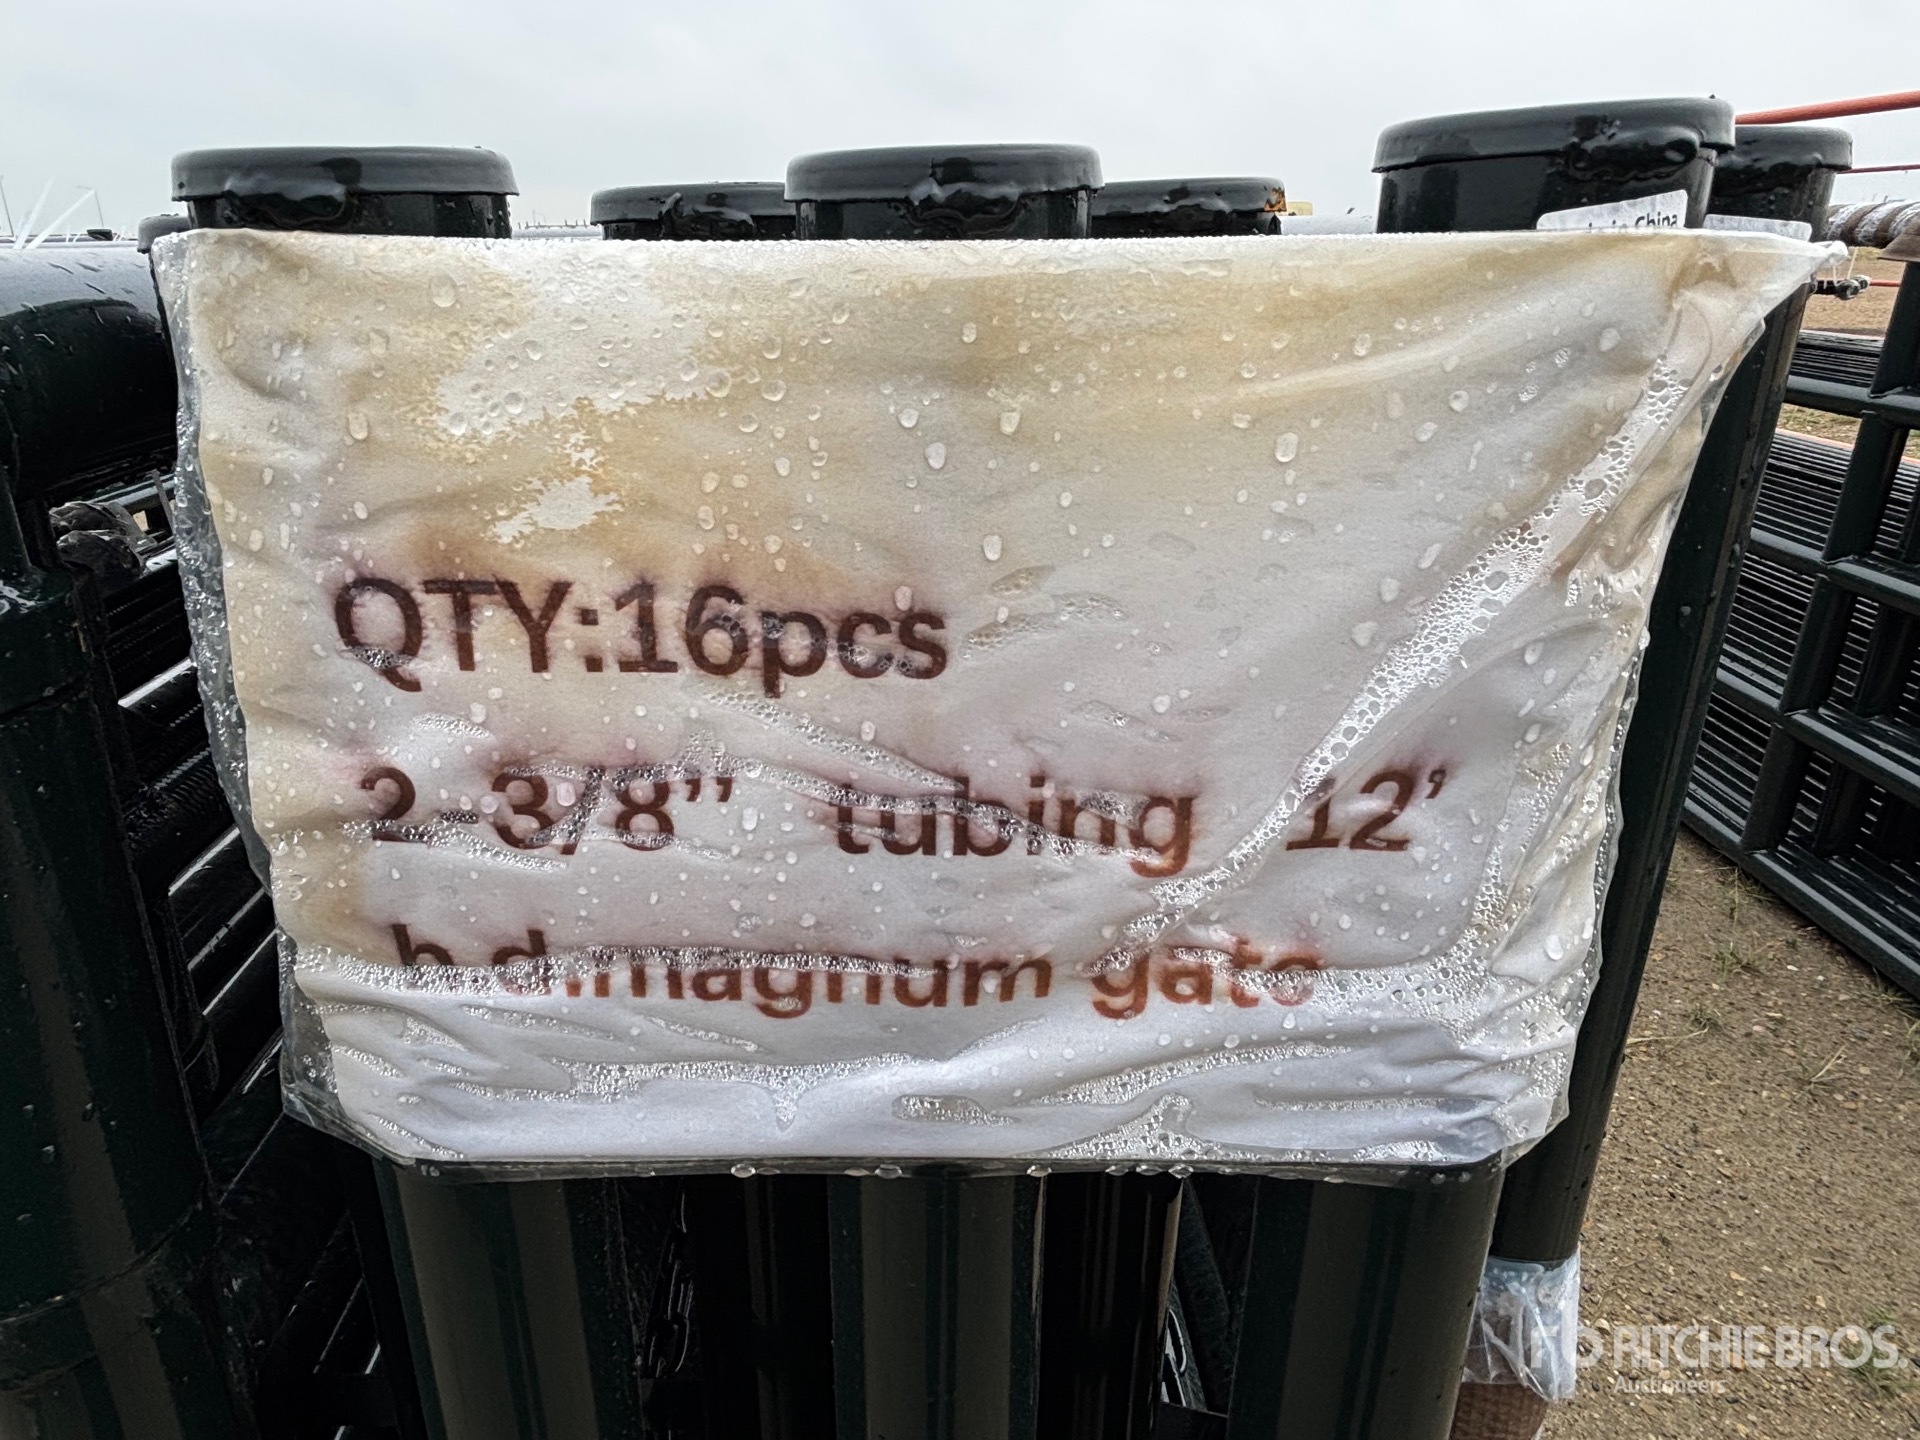 China
QTY:16pcs
2-3/8" tubing 12'
h.d.magnum gate
RITCHIE BROS.
Auctioneers